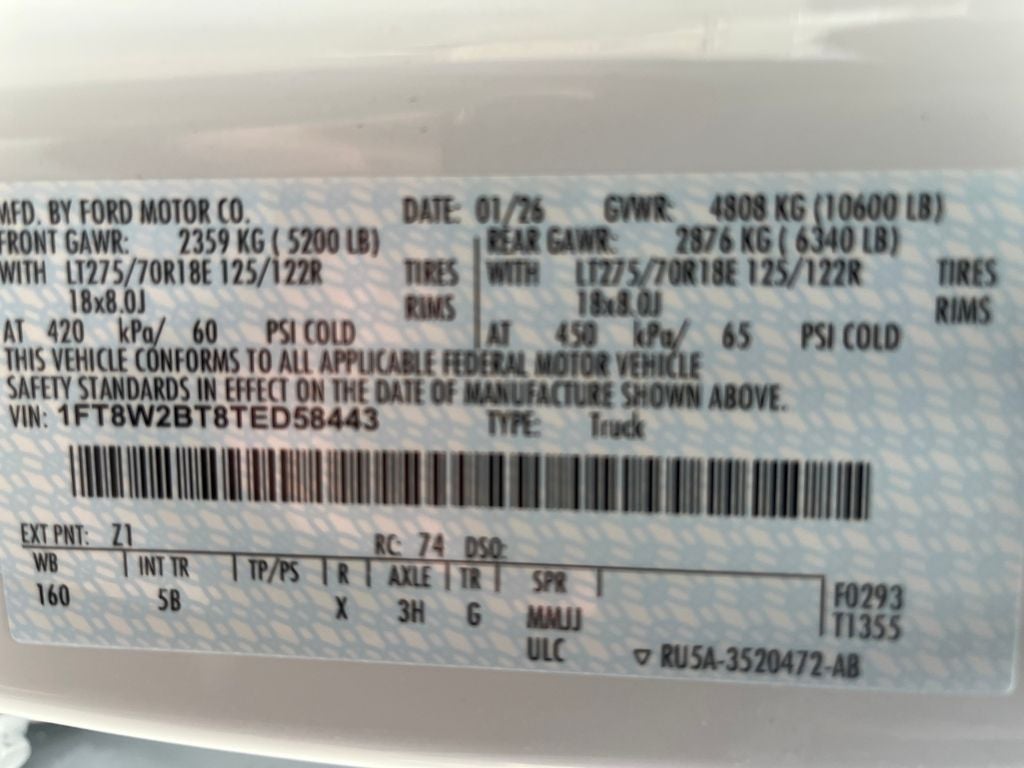 MFD. BY FORD MOTOR CO. DATE: 01/26 GVWR: 4808 KG (10600 LB)
FRONT GAWR: 2359 KG ( 5200 LB) REAR GAWR: 2876 KG ( 6340 LB)
WITH LT275/70R18E 125/122R TIRES WITH LT275/70R18E 125/122R TIRES
18x8.0J RIMS 18x8.0J RIMS
AT 420 kPa/ 60 PSI COLD AT 450 kPa/ 65 PSI COLD
THIS VEHICLE CONFORMS TO ALL APPLICABLE FEDERAL MOTOR VEHICLE
SAFETY STANDARDS IN EFFECT ON THE DATE OF MANUFACTURE SHOWN ABOVE.
VIN: 1FT8W2BT8TED58443 TYPE: Truck
EXT PNT: Z1 RC: 74 DSO:
WB INT TR TP/PS R AXLE TR SPR
160 5B X 3H G MMJJ
ULC
F0293
T1355
▽ RU5A-3520472-AB